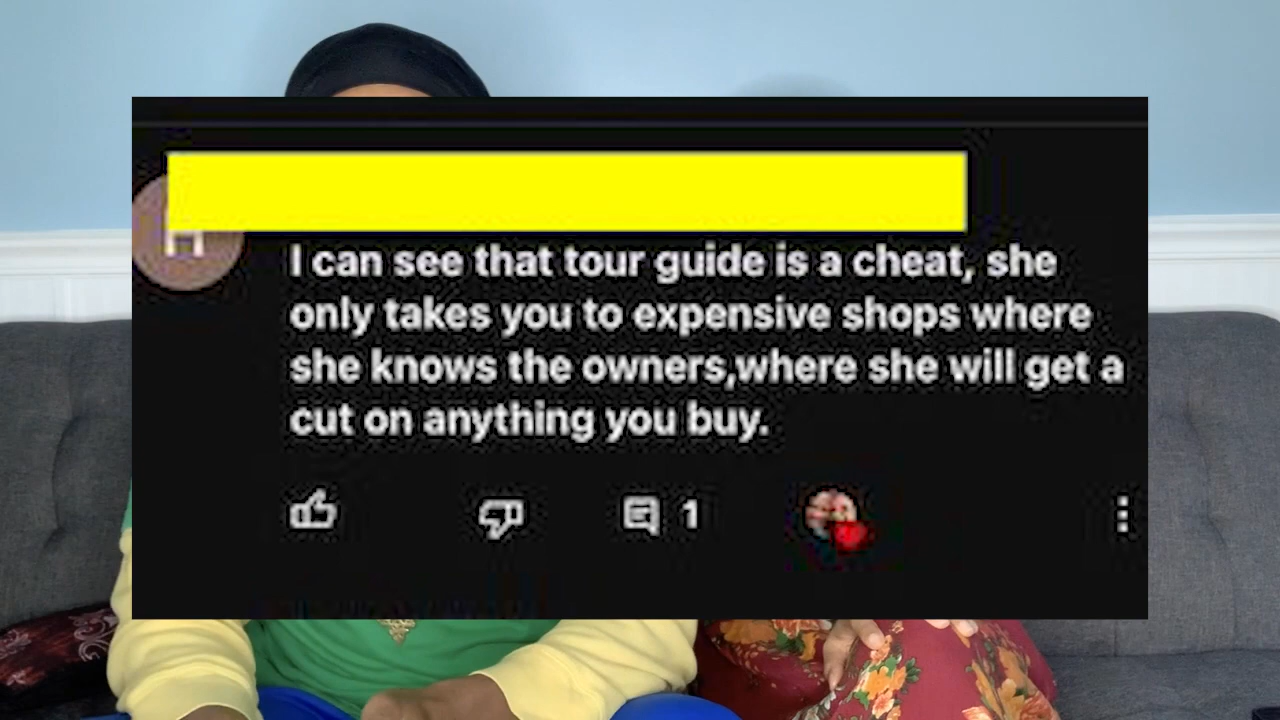 H
I can see that tour guide is a cheat, she
only takes you to expensive shops where
she knows the owners,where she will get a
cut on anything you buy.
1